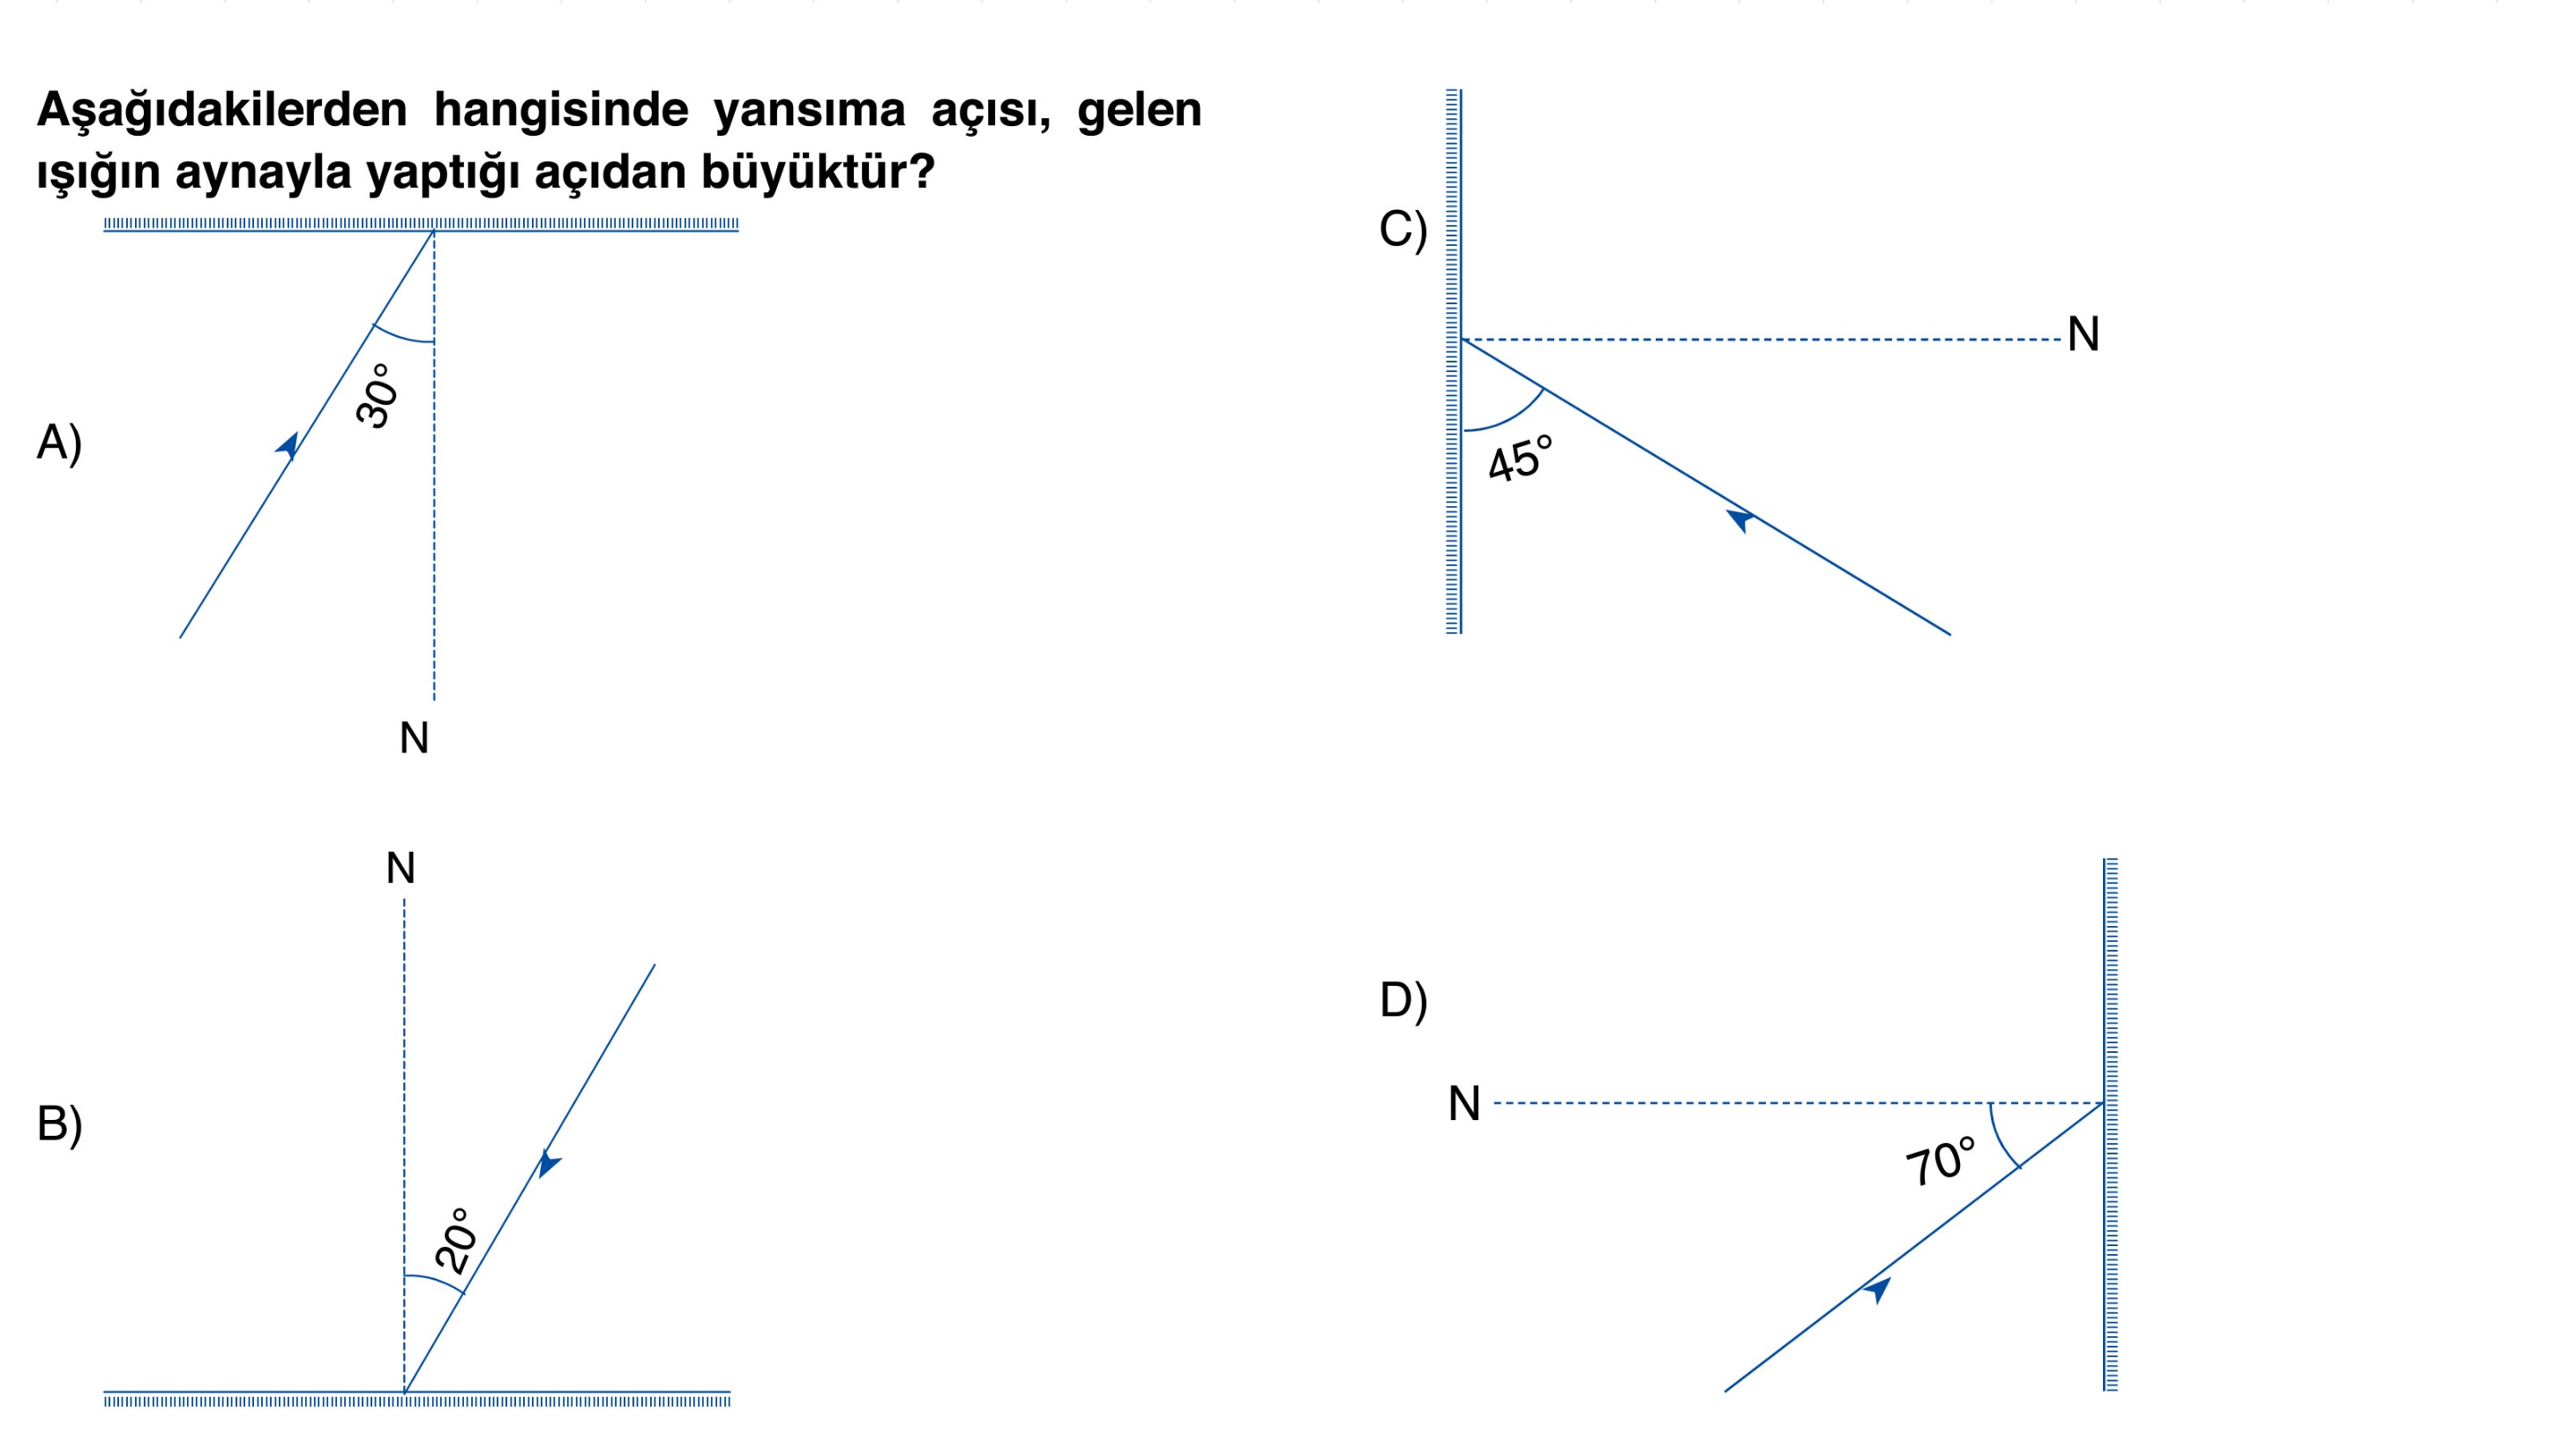 Aşağıdakilerden hangisinde yansıma açısı, gelen
ışığın aynayla yaptığı açıdan büyüktür?
A)
30°
N
B)
N
20°
C)
N
45°
D)
N
70°